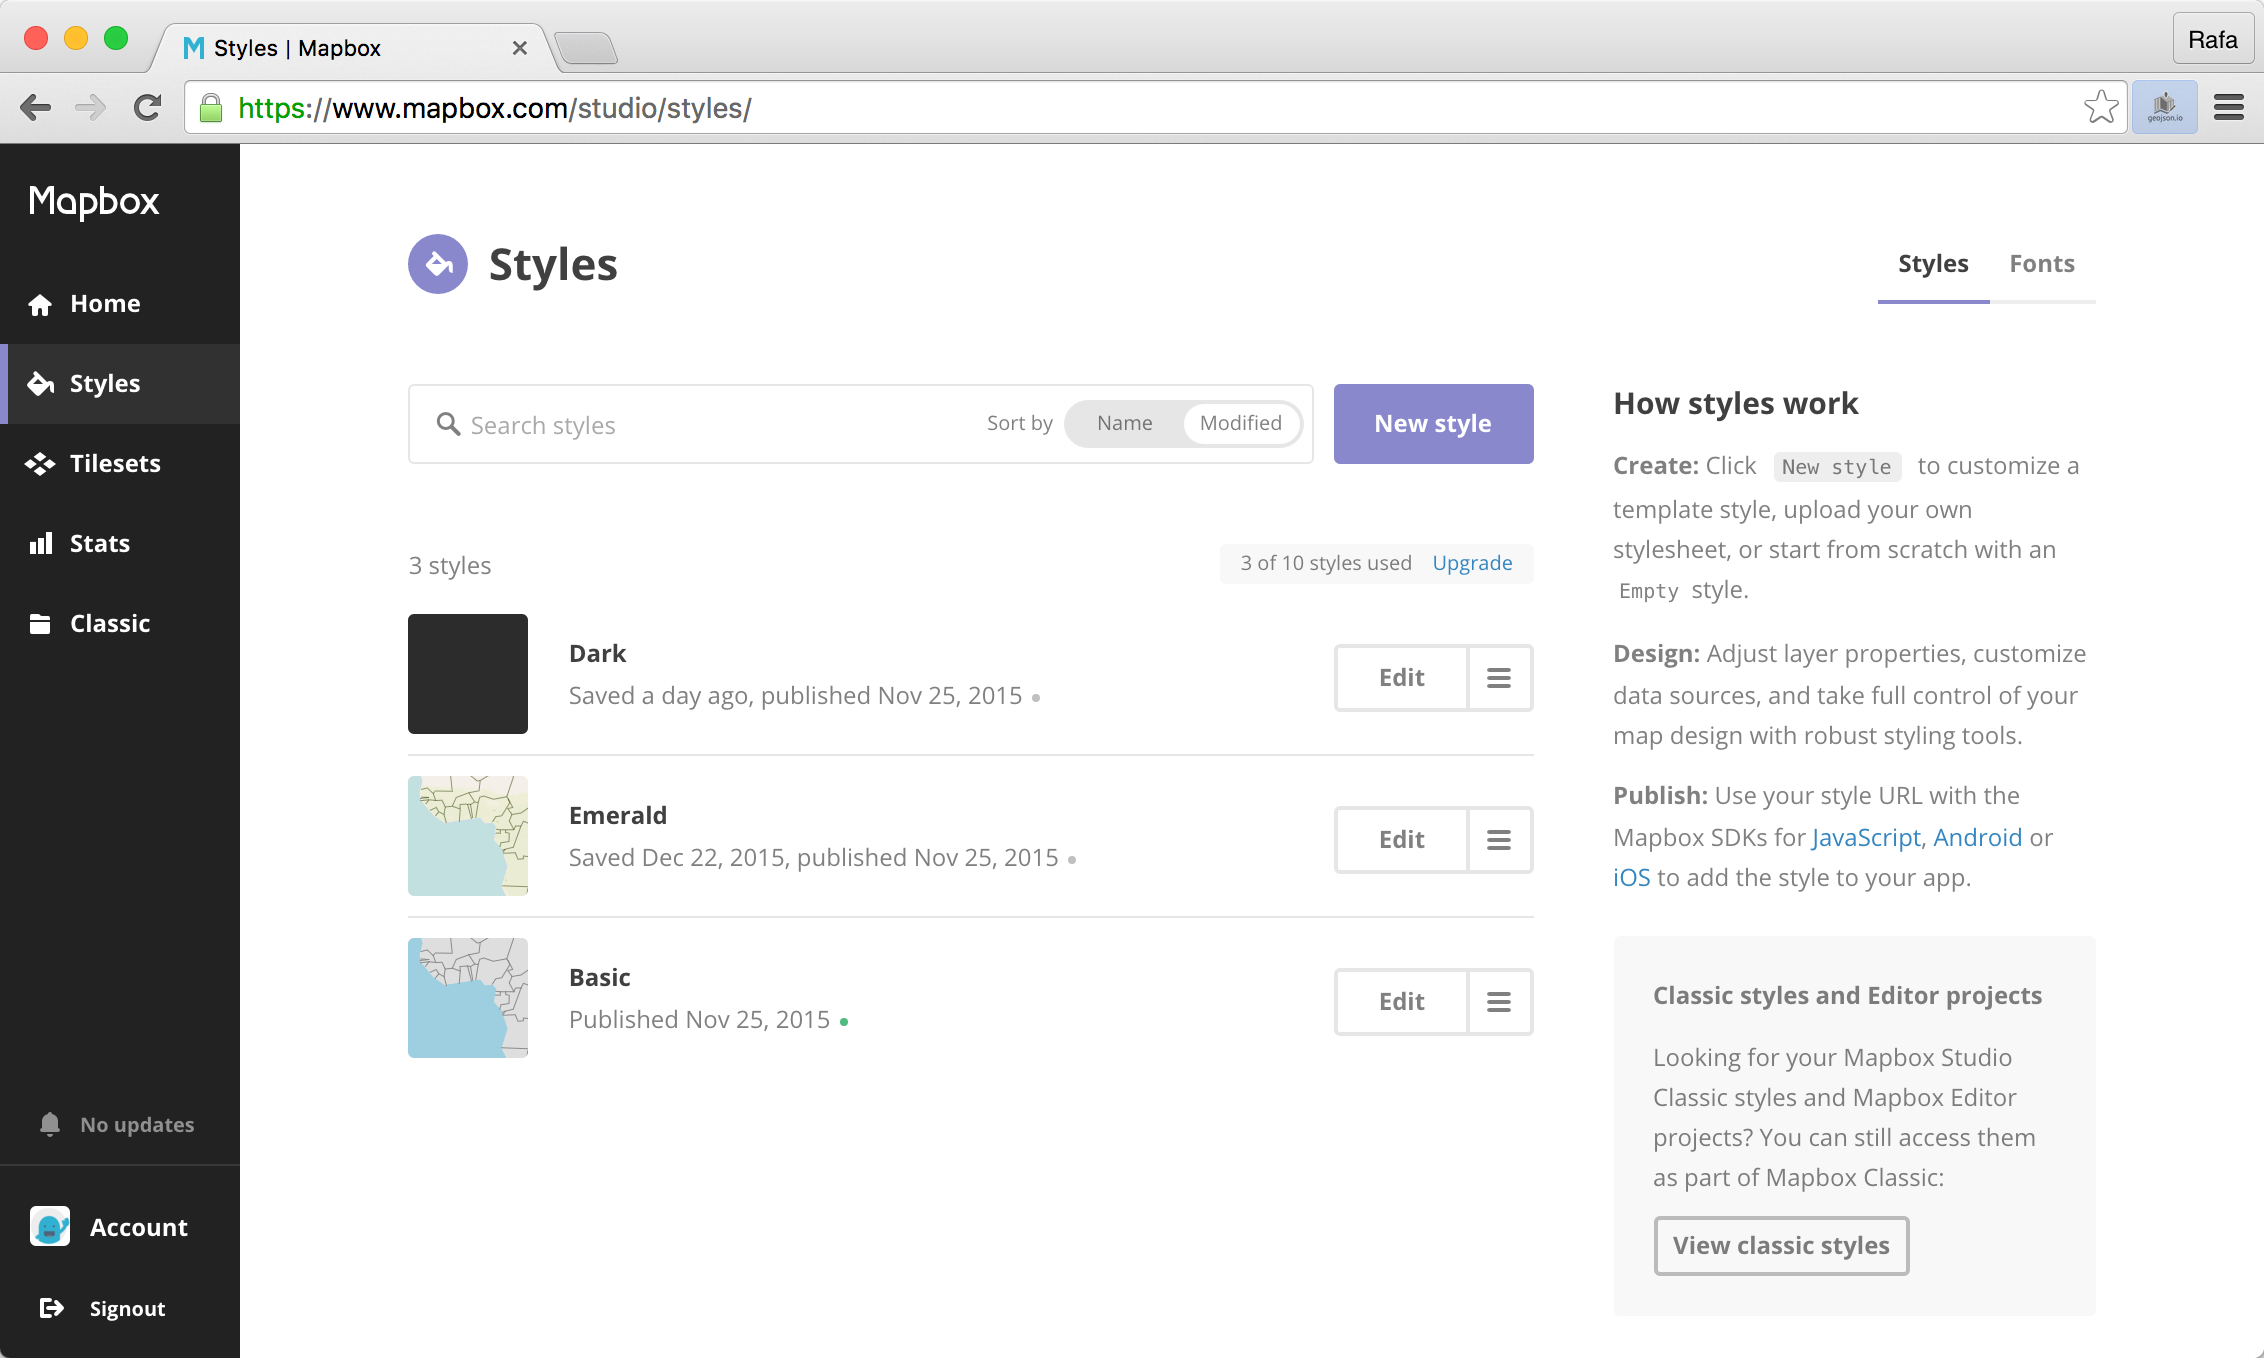 Styles | Mapbox
Rafa
https://www.mapbox.com/studio/styles/
geojson.io
Mapbox
Home
Styles
Tilesets
Stats
Classic
No updates
Account
Signout
Styles
Styles Fonts
Search styles
Sort by Name Modified
New style
3 styles
3 of 10 styles used Upgrade
Dark
Saved a day ago, published Nov 25, 2015
Edit
Emerald
Saved Dec 22, 2015, published Nov 25, 2015
Edit
Basic
Published Nov 25, 2015
Edit
How styles work
Create: Click New style to customize a
template style, upload your own
stylesheet, or start from scratch with an
Empty style.
Design: Adjust layer properties, customize
data sources, and take full control of your
map design with robust styling tools.
Publish: Use your style URL with the
Mapbox SDKs for JavaScript, Android or
iOS to add the style to your app.
Classic styles and Editor projects
Looking for your Mapbox Studio
Classic styles and Mapbox Editor
projects? You can still access them
as part of Mapbox Classic:
View classic styles